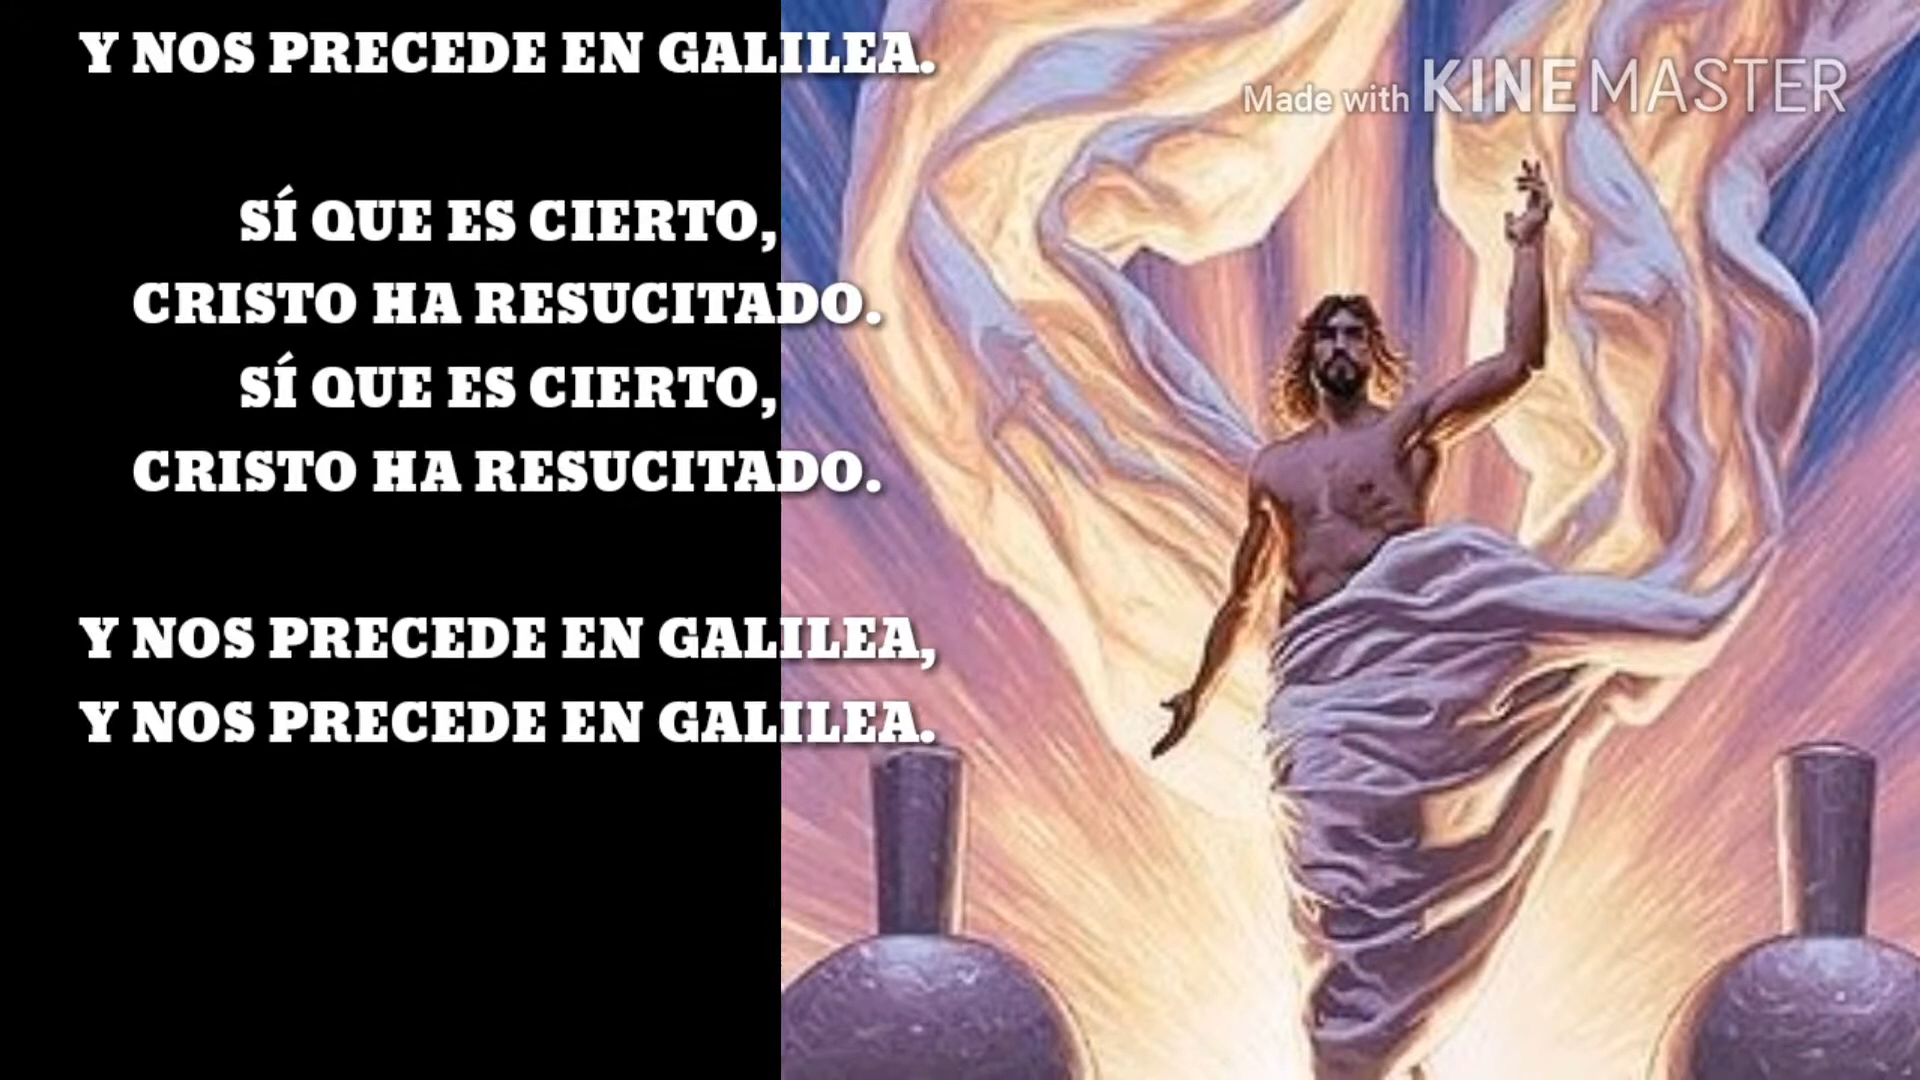 Y NOS PRECEDE EN GALILEA.
Made with KINEMASTER
SÍ QUE ES CIERTO,
CRISTO HA RESUCITADO.
SÍ QUE ES CIERTO,
CRISTO HA RESUCITADO.
Y NOS PRECEDE EN GALILEA,
Y NOS PRECEDE EN GALILEA.